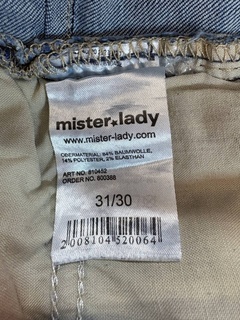 mister★lady
www.mister-lady.com
OBERMATERIAL: 84% BAUMWOLLE,
14% POLYESTER, 2% ELASTHAN
ART NO. 810452
ORDER NO. 600388
31/30
2008104520064